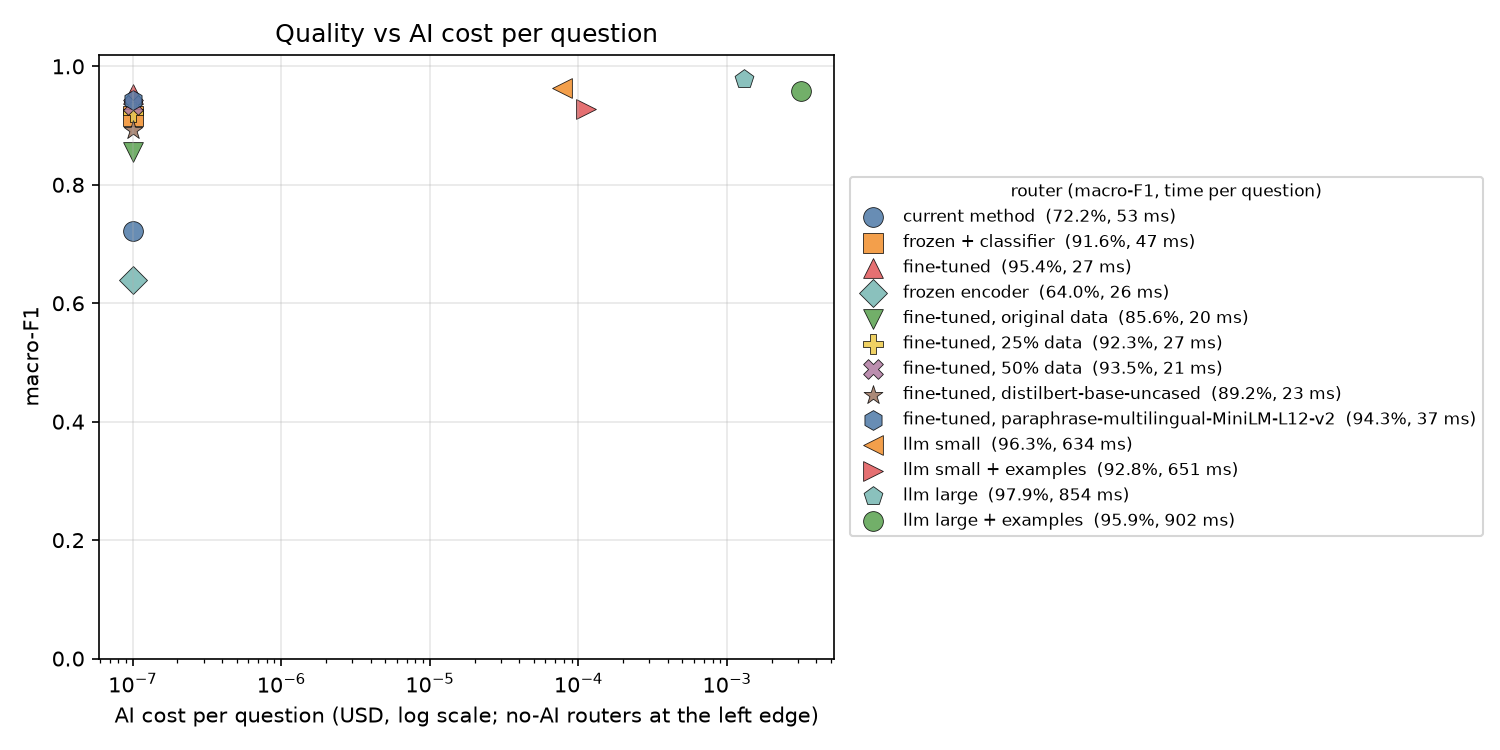 Quality vs AI cost per question
macro-F1
1.0
0.8
0.6
0.4
0.2
0.0
10⁻⁷ 10⁻⁶ 10⁻⁵ 10⁻⁴ 10⁻³
AI cost per question (USD, log scale; no-AI routers at the left edge)
router (macro-F1, time per question)
current method (72.2%, 53 ms)
frozen + classifier (91.6%, 47 ms)
fine-tuned (95.4%, 27 ms)
frozen encoder (64.0%, 26 ms)
fine-tuned, original data (85.6%, 20 ms)
fine-tuned, 25% data (92.3%, 27 ms)
fine-tuned, 50% data (93.5%, 21 ms)
fine-tuned, distilbert-base-uncased (89.2%, 23 ms)
fine-tuned, paraphrase-multilingual-MiniLM-L12-v2 (94.3%, 37 ms)
llm small (96.3%, 634 ms)
llm small + examples (92.8%, 651 ms)
llm large (97.9%, 854 ms)
llm large + examples (95.9%, 902 ms)